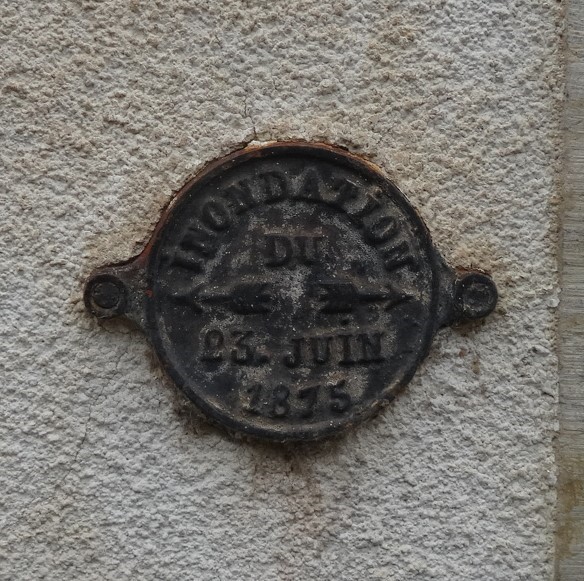 INONDATION
DU
23. JUIN
1875